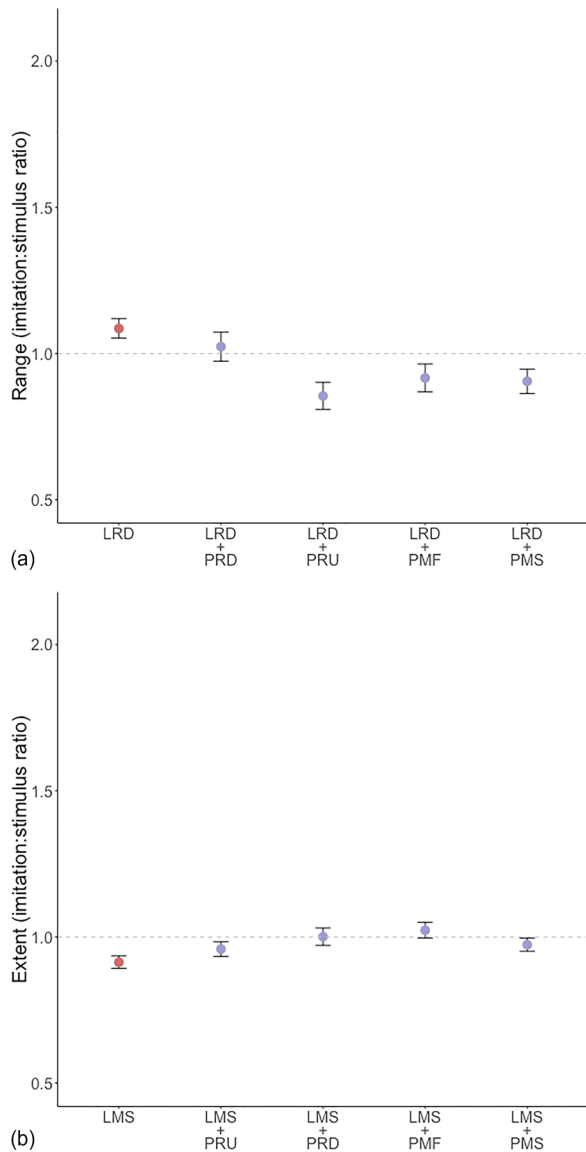 2.0
1.5
1.0
0.5
Range (imitation:stimulus ratio)
LRD
LRD
+
PRD
LRD
+
PRU
LRD
+
PMF
LRD
+
PMS
(a)
2.0
1.5
1.0
0.5
Extent (imitation:stimulus ratio)
LMS
LMS
+
PRU
LMS
+
PRD
LMS
+
PMF
LMS
+
PMS
(b)